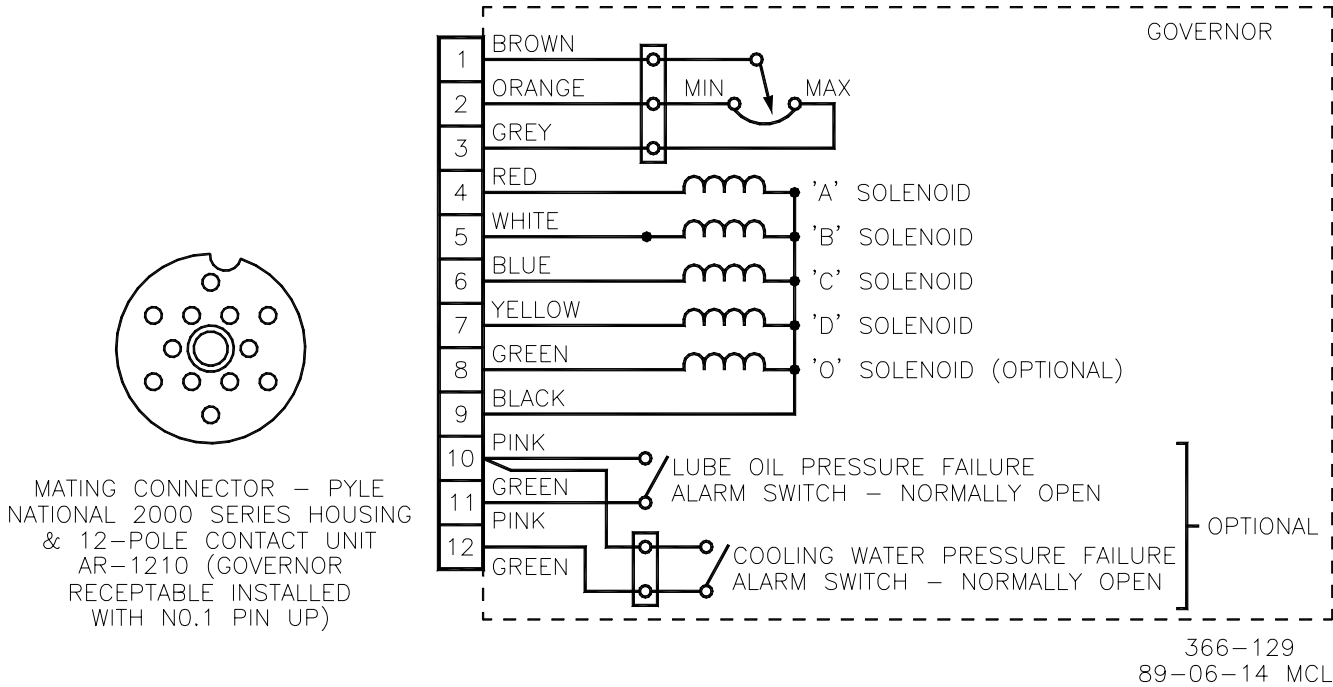 GOVERNOR
1 BROWN
2 ORANGE MIN MAX
3 GREY
4 RED 'A' SOLENOID
5 WHITE 'B' SOLENOID
6 BLUE 'C' SOLENOID
7 YELLOW 'D' SOLENOID
8 GREEN 'O' SOLENOID (OPTIONAL)
9 BLACK
10 PINK
11 GREEN
LUBE OIL PRESSURE FAILURE
ALARM SWITCH – NORMALLY OPEN
PINK
12
GREEN
COOLING WATER PRESSURE FAILURE
ALARM SWITCH – NORMALLY OPEN
OPTIONAL
MATING CONNECTOR – PYLE
NATIONAL 2000 SERIES HOUSING
& 12–POLE CONTACT UNIT
AR–1210 (GOVERNOR
RECEPTABLE INSTALLED
WITH NO.1 PIN UP)
366–129
89–06–14 MCL